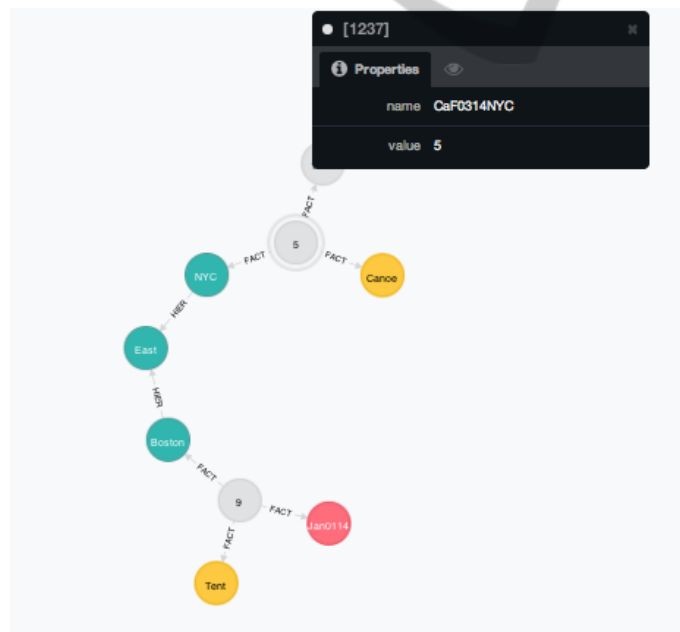 [1237]
Properties
name CaF0314NYC
value 5
FACT
5
FACT
FACT
NYC
Canoe
HIER
East
HIER
Boston
FACT
9
FACT
Jan0114
FACT
Tent